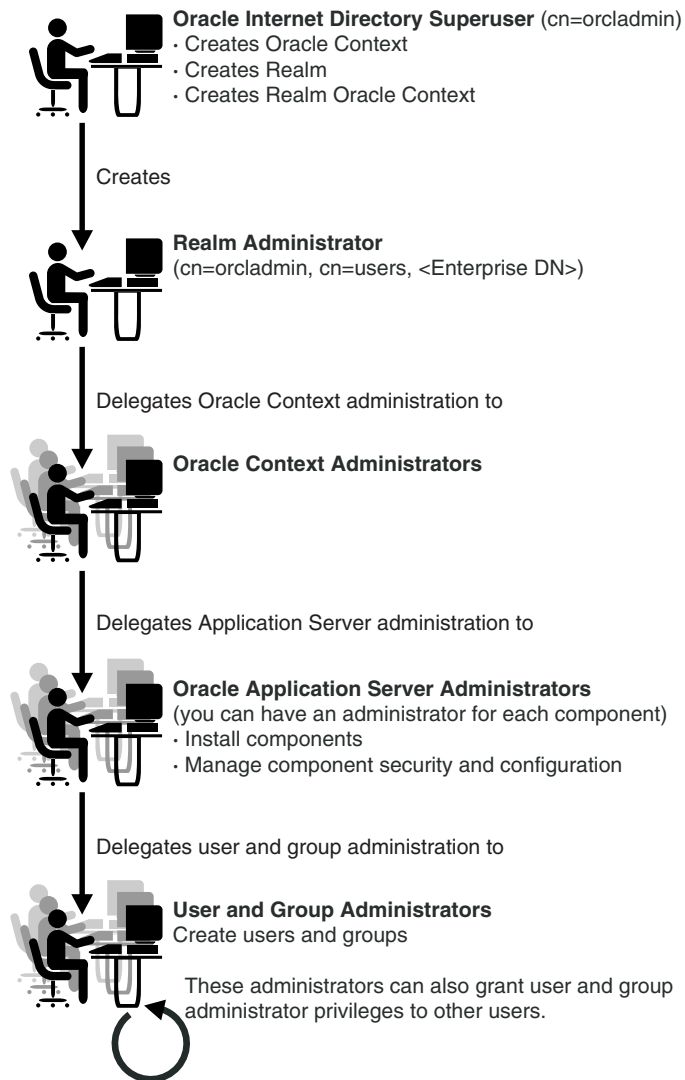 Oracle Internet Directory Superuser (cn=orcladmin)
· Creates Oracle Context
· Creates Realm
· Creates Realm Oracle Context
Creates
Realm Administrator
(cn=orcladmin, cn=users, <Enterprise DN>)
Delegates Oracle Context administration to
Oracle Context Administrators
Delegates Application Server administration to
Oracle Application Server Administrators
(you can have an administrator for each component)
· Install components
· Manage component security and configuration
Delegates user and group administration to
User and Group Administrators
Create users and groups
These administrators can also grant user and group
administrator privileges to other users.